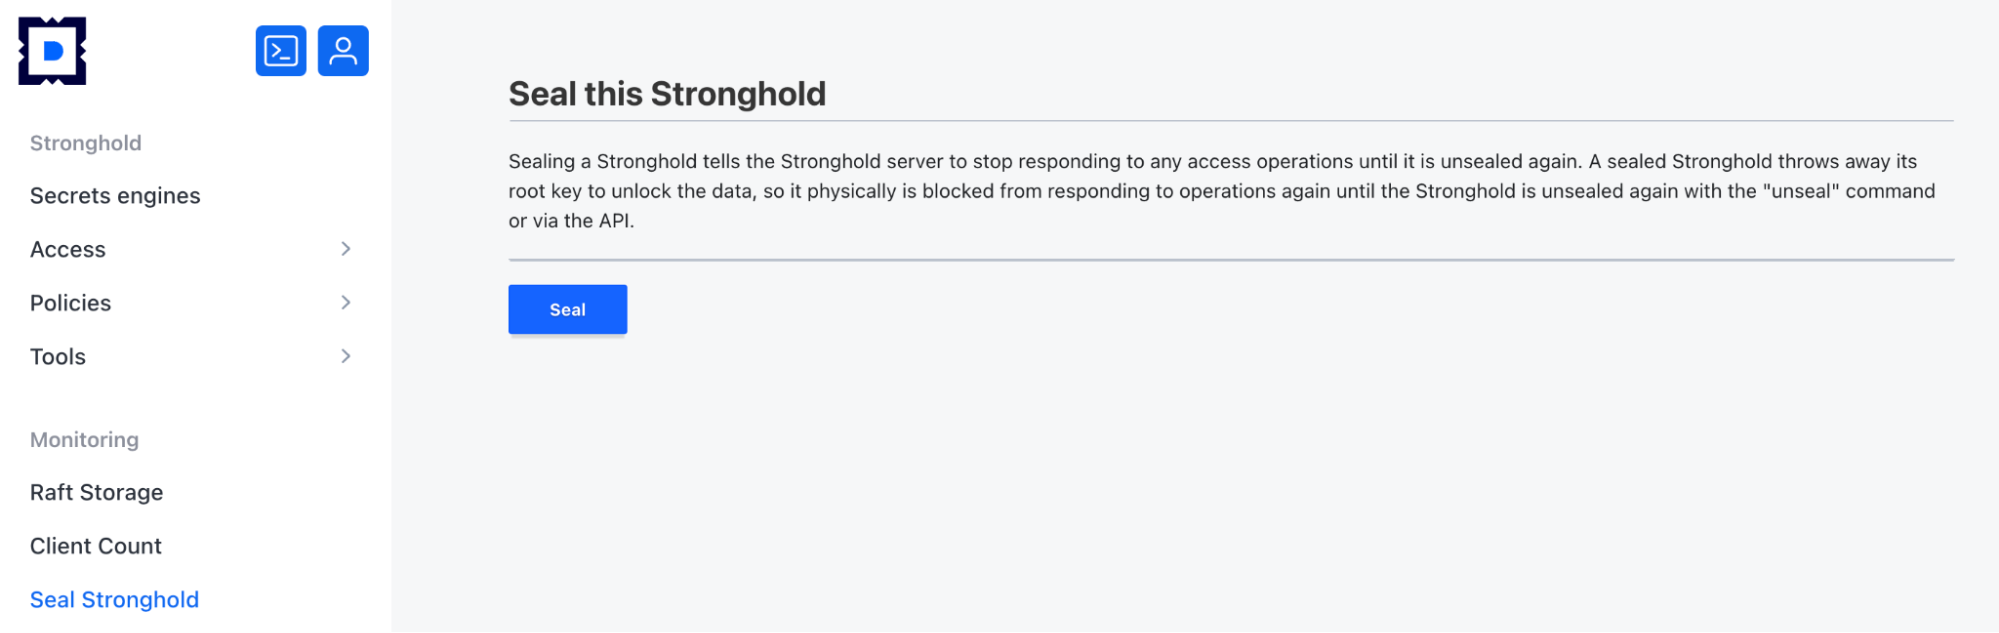 D
Stronghold
Secrets engines
Access
Policies
Tools
Monitoring
Raft Storage
Client Count
Seal Stronghold
Seal this Stronghold
Sealing a Stronghold tells the Stronghold server to stop responding to any access operations until it is unsealed again. A sealed Stronghold throws away its
root key to unlock the data, so it physically is blocked from responding to operations again until the Stronghold is unsealed again with the "unseal" command
or via the API.
Seal